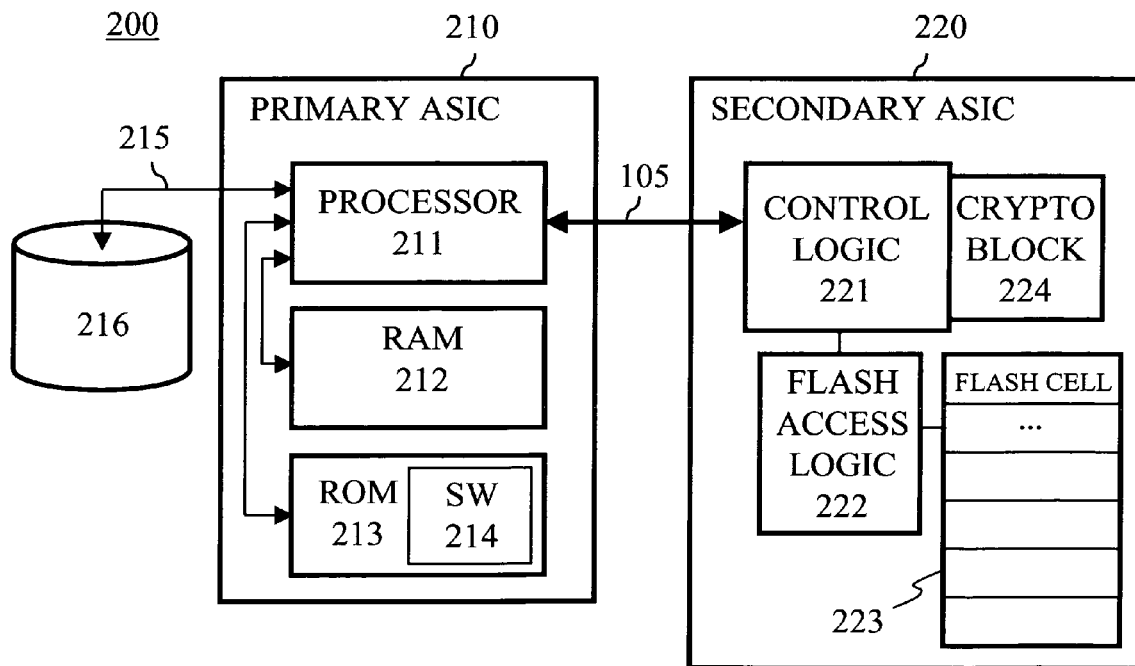 200
210
220
PRIMARY ASIC
SECONDARY ASIC
215
PROCESSOR
211
105
CONTROL
LOGIC
221
CRYPTO
BLOCK
224
216
RAM
212
FLASH
ACCESS
LOGIC
222
FLASH CELL
...
ROM
213
SW
214
223